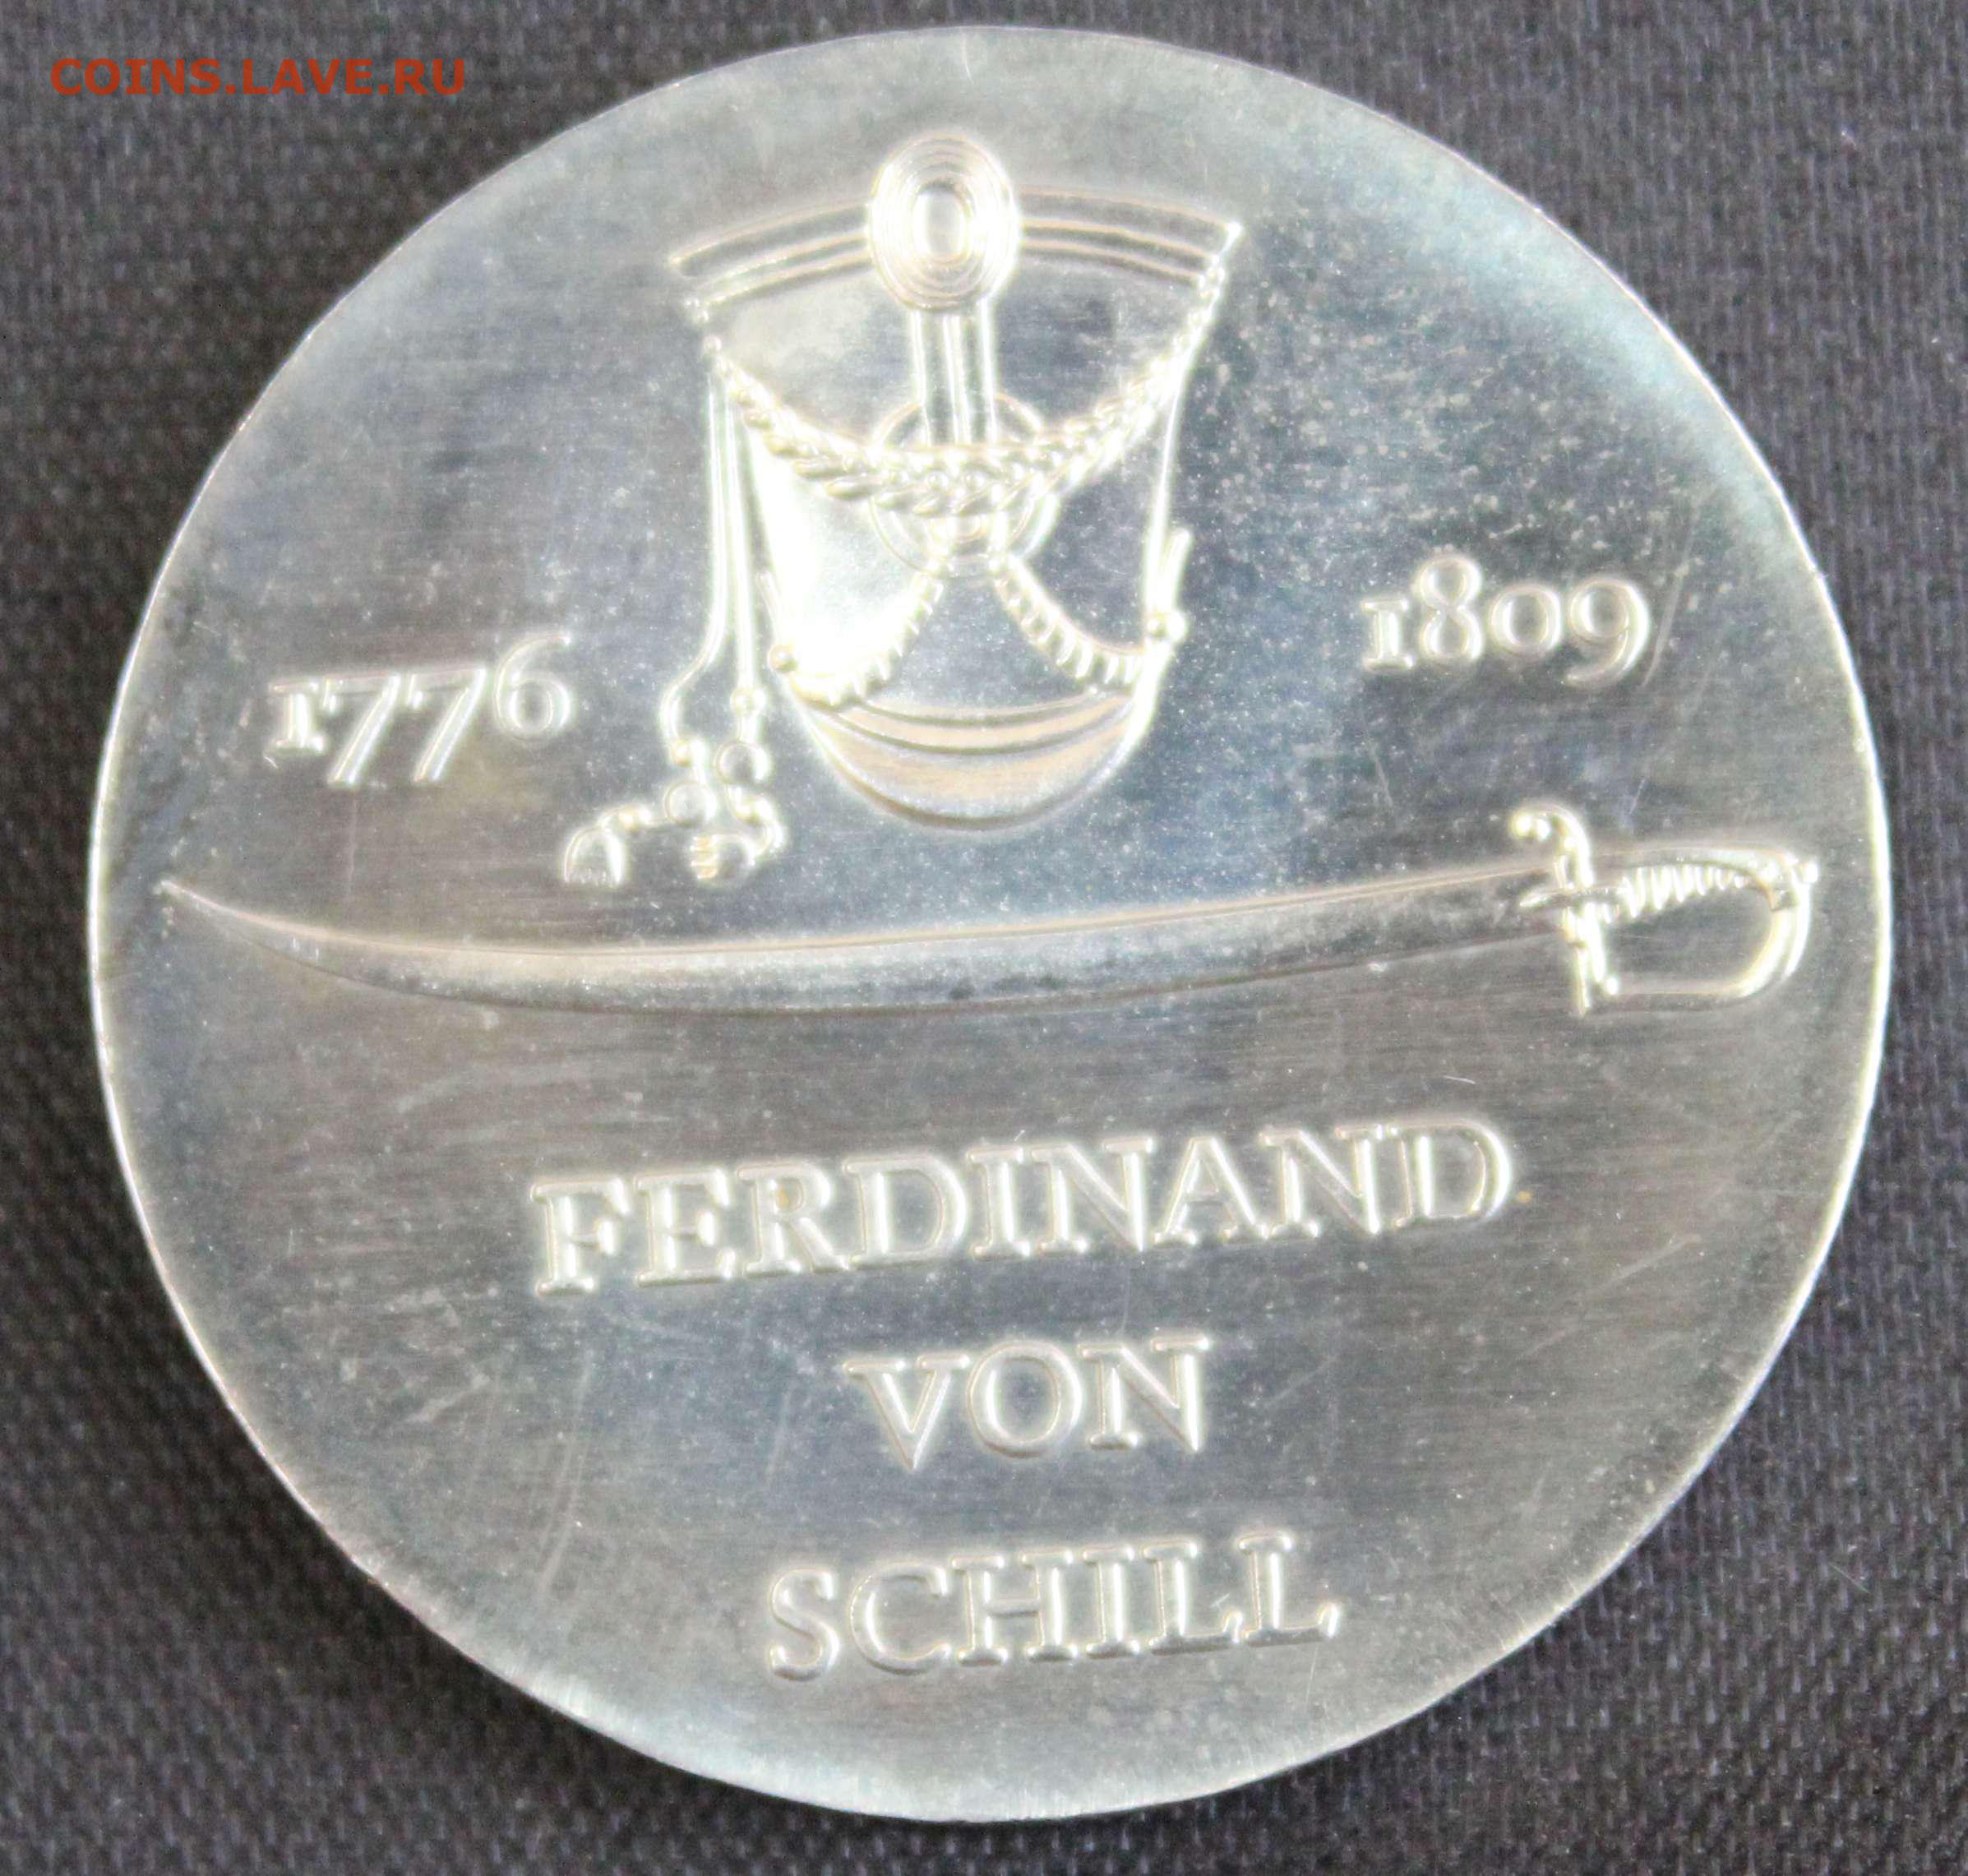 COINS.LAVE.RU
1776
1809
FERDINAND
VON
SCHILL